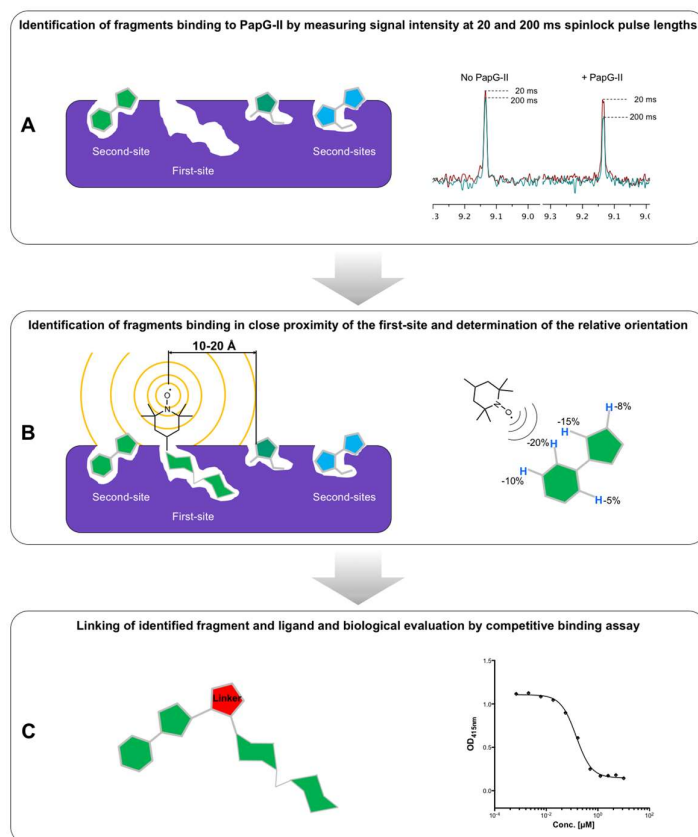 Identification of fragments binding to PapG-II by measuring signal intensity at 20 and 200 ms spinlock pulse lengths
A
Second-site
First-site
Second-sites
No PapG-II
+ PapG-II
20 ms
200 ms
20 ms
200 ms
.3 9.2 9.1 9.0
9.3 9.2 9.1 9.0
Identification of fragments binding in close proximity of the first-site and determination of the relative orientation
10-20 Å
B
O
N
Second-site
First-site
Second-sites
N
O
H -8%
-15%
H
-20%
H
H
-10%
H -5%
Linking of identified fragment and ligand and biological evaluation by competitive binding assay
C
Linker
OD415nm
1.5
1.0
0.5
0.0
10-4 10-2 100 102
Conc. [µM]